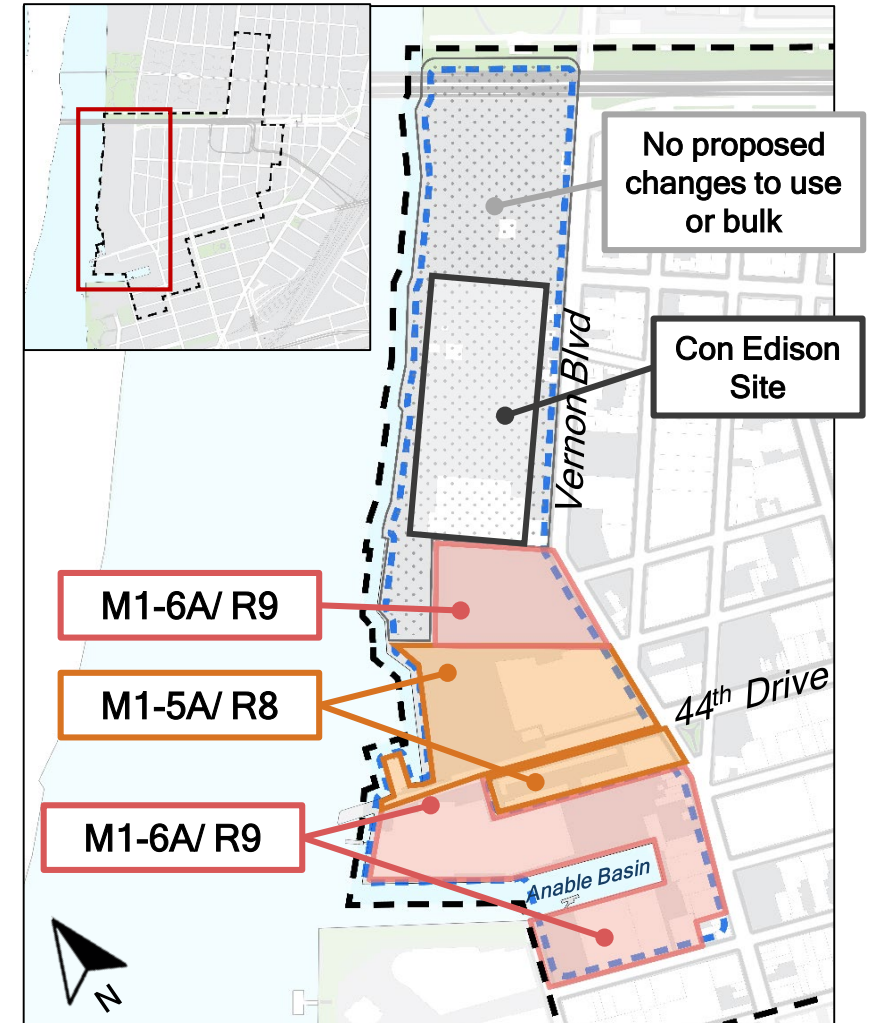 No proposed
changes to use
or bulk
Con Edison
Site
Vernon Blvd
M1-6A/ R9
M1-5A/ R8
44th Drive
M1-6A/ R9
Anable Basin
N